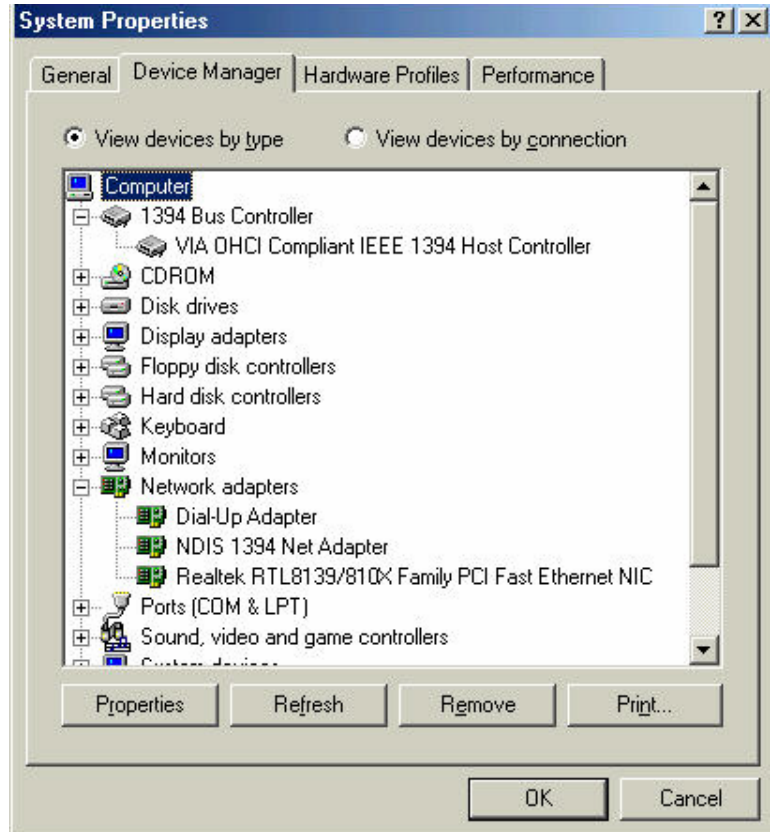 System Properties
General Device Manager Hardware Profiles Performance
View devices by type View devices by connection
Computer
1394 Bus Controller
VIA OHCI Compliant IEEE 1394 Host Controller
CDROM
Disk drives
Display adapters
Floppy disk controllers
Hard disk controllers
Keyboard
Monitors
Network adapters
Dial-Up Adapter
NDIS 1394 Net Adapter
Realtek RTL8139/810X Family PCI Fast Ethernet NIC
Ports (COM & LPT)
Sound, video and game controllers
System devices
Properties Refresh Remove Print...
OK Cancel